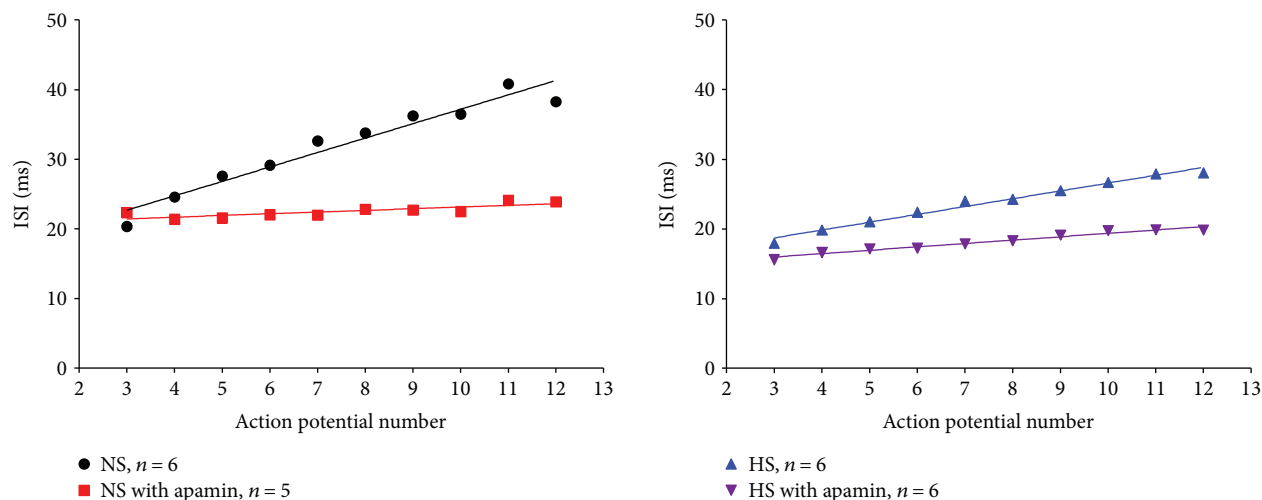 50
40
30
20
10
0
ISI (ms)
2 3 4 5 6 7 8 9 10 11 12 13
Action potential number
NS, n = 6
NS with apamin, n = 5
50
40
30
20
10
0
ISI (ms)
2 3 4 5 6 7 8 9 10 11 12 13
Action potential number
HS, n = 6
HS with apamin, n = 6